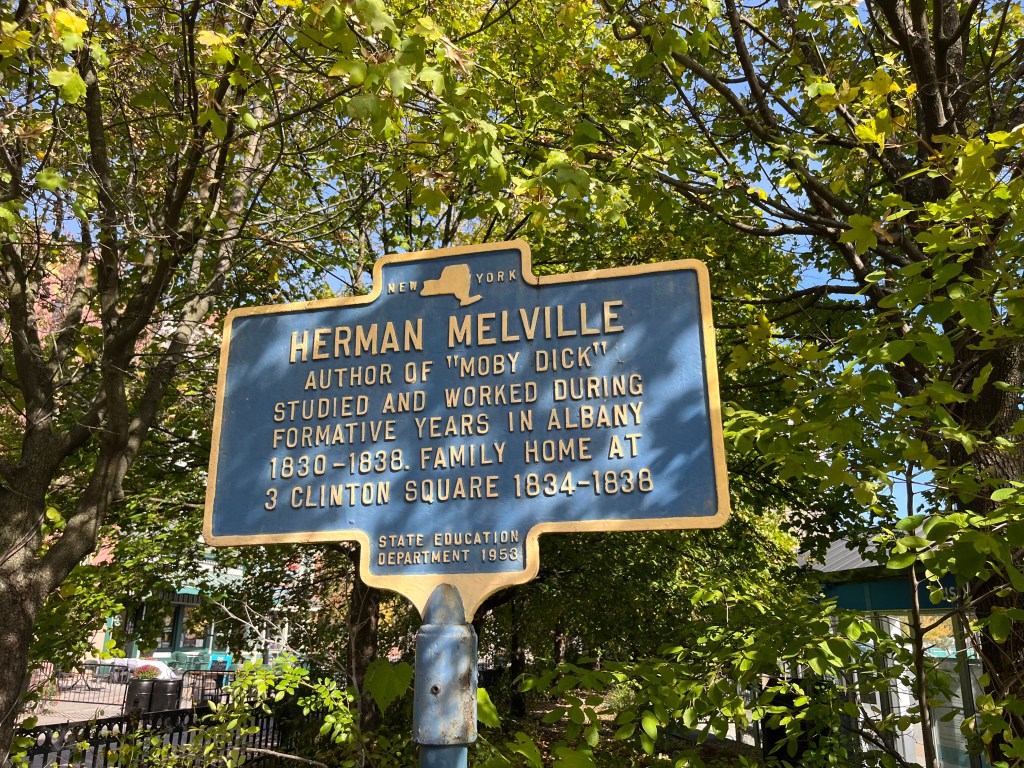 NEW YORK
HERMAN MELVILLE
AUTHOR OF "MOBY DICK"
STUDIED AND WORKED DURING
FORMATIVE YEARS IN ALBANY
1830-1838. FAMILY HOME AT
3 CLINTON SQUARE 1834-1838
STATE EDUCATION
DEPARTMENT 1953